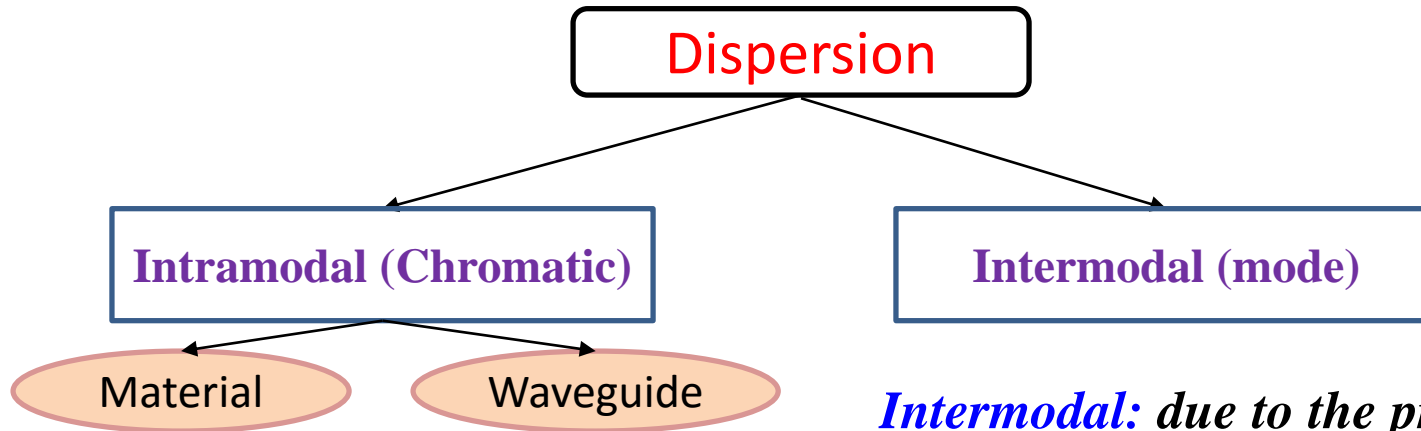 Dispersion
Intramodal (Chromatic)
Intermodal (mode)
Material
Waveguide
Intermodal: due to the